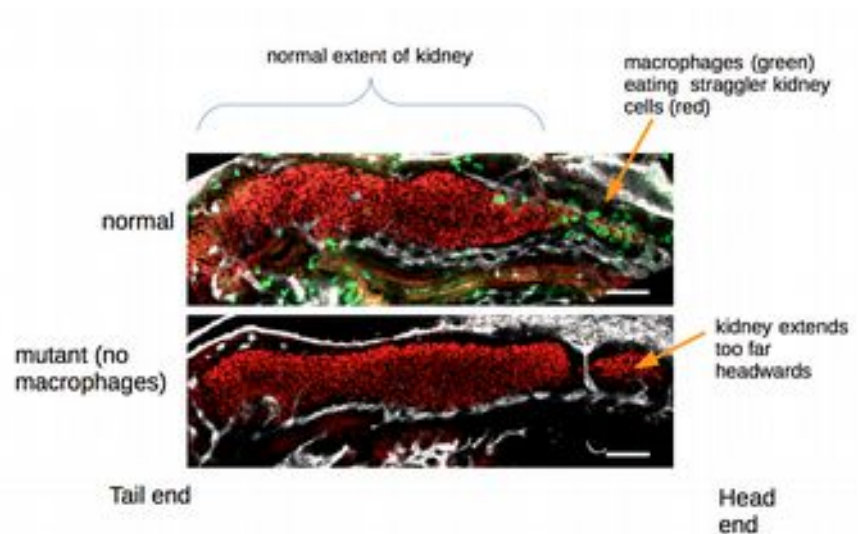 normal extent of kidney
macrophages (green)
eating straggler kidney
cells (red)
normal
kidney extends
too far
headwards
mutant (no
macrophages)
Tail end
Head
end